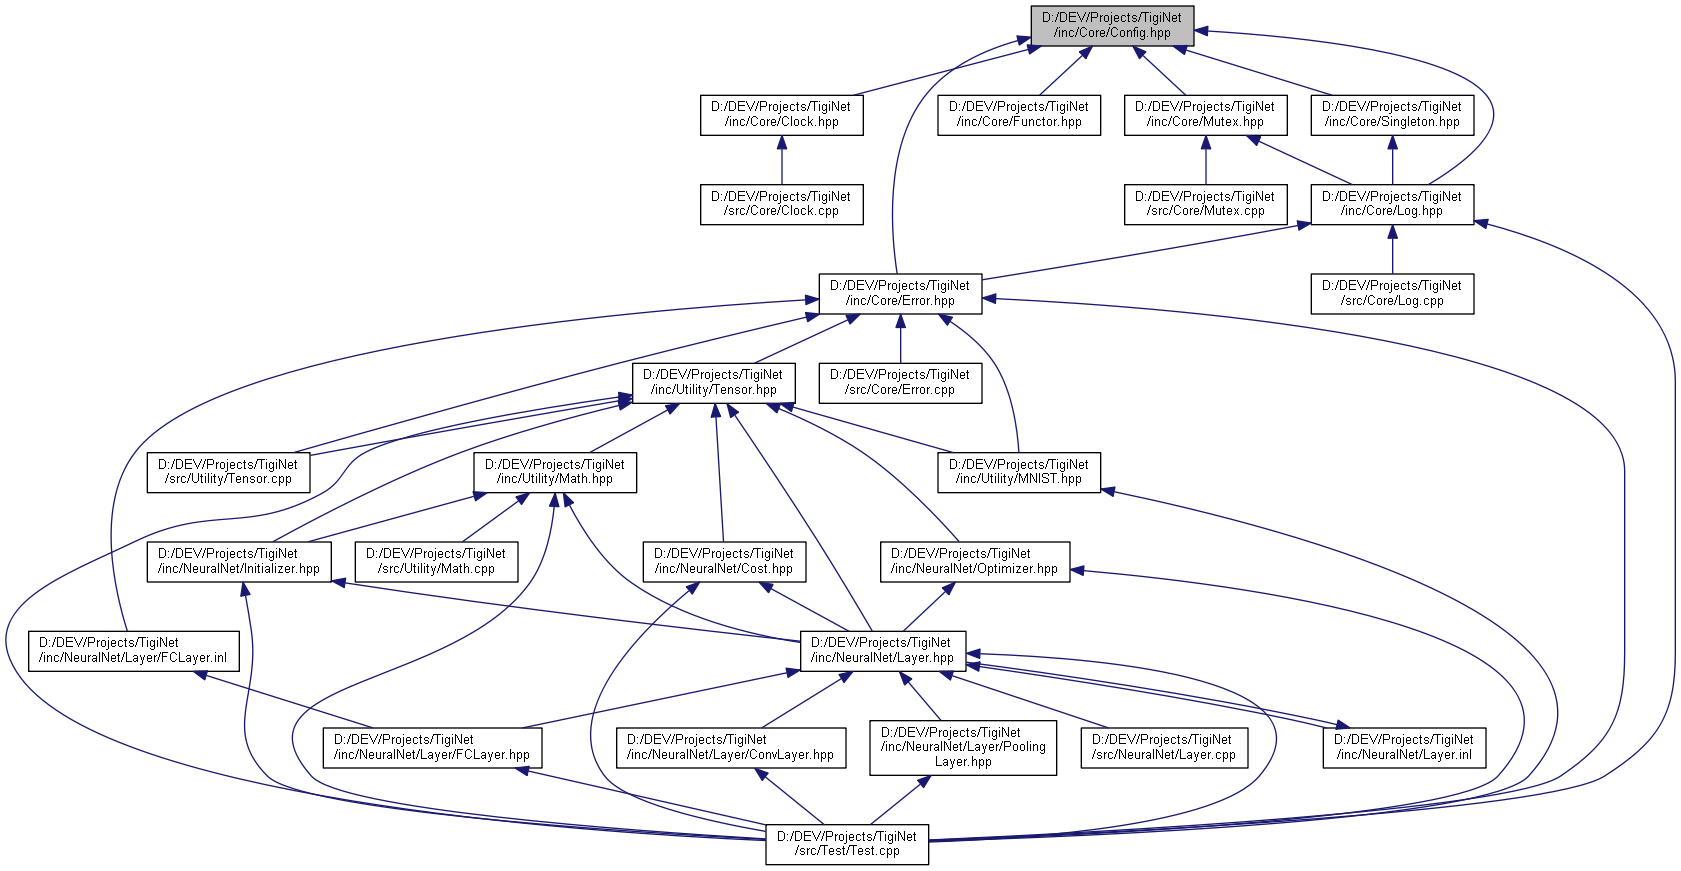 D:/DEV/Projects/TigiNet
/inc/Core/Config.hpp
D:/DEV/Projects/TigiNet
/inc/Core/Clock.hpp
D:/DEV/Projects/TigiNet
/inc/Core/Functor.hpp
D:/DEV/Projects/TigiNet
/inc/Core/Mutex.hpp
D:/DEV/Projects/TigiNet
/inc/Core/Singleton.hpp
D:/DEV/Projects/TigiNet
/src/Core/Clock.cpp
D:/DEV/Projects/TigiNet
/src/Core/Mutex.cpp
D:/DEV/Projects/TigiNet
/inc/Core/Log.hpp
D:/DEV/Projects/TigiNet
/inc/Core/Error.hpp
D:/DEV/Projects/TigiNet
/src/Core/Log.cpp
D:/DEV/Projects/TigiNet
/inc/Utility/Tensor.hpp
D:/DEV/Projects/TigiNet
/src/Core/Error.cpp
D:/DEV/Projects/TigiNet
/src/Utility/Tensor.cpp
D:/DEV/Projects/TigiNet
/inc/Utility/Math.hpp
D:/DEV/Projects/TigiNet
/inc/Utility/MNIST.hpp
D:/DEV/Projects/TigiNet
/inc/NeuralNet/Initializer.hpp
D:/DEV/Projects/TigiNet
/src/Utility/Math.cpp
D:/DEV/Projects/TigiNet
/inc/NeuralNet/Cost.hpp
D:/DEV/Projects/TigiNet
/inc/NeuralNet/Optimizer.hpp
D:/DEV/Projects/TigiNet
/inc/NeuralNet/Layer/FCLayer.inl
D:/DEV/Projects/TigiNet
/inc/NeuralNet/Layer.hpp
D:/DEV/Projects/TigiNet
/inc/NeuralNet/Layer/FCLayer.hpp
D:/DEV/Projects/TigiNet
/inc/NeuralNet/Layer/ConvLayer.hpp
D:/DEV/Projects/TigiNet
/inc/NeuralNet/Layer/Pooling
Layer.hpp
D:/DEV/Projects/TigiNet
/src/NeuralNet/Layer.cpp
D:/DEV/Projects/TigiNet
/inc/NeuralNet/Layer.inl
D:/DEV/Projects/TigiNet
/src/Test/Test.cpp